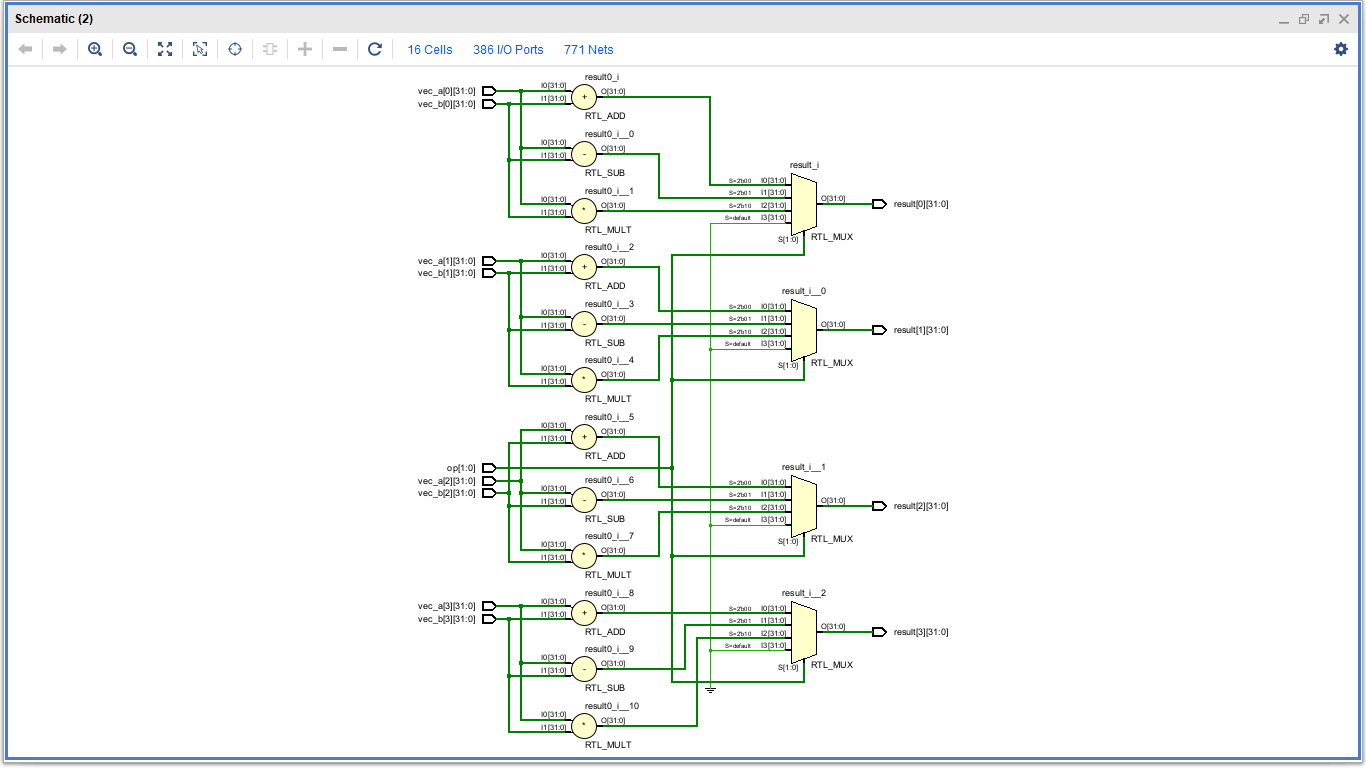 Schematic (2)
16 Cells 386 I/O Ports 771 Nets
result0_i
vec_a[0][31:0] I0[31:0] + O[31:0]
vec_b[0][31:0] I1[31:0]
RTL_ADD
result0_i__0
I0[31:0] - O[31:0]
I1[31:0]
RTL_SUB
result_i
S=2'b00 I0[31:0]
result0_i__1
S=2'b01 I1[31:0]
I0[31:0] * O[31:0]
O[31:0] result[0][31:0]
S=2'b10 I2[31:0]
I1[31:0]
S=default I3[31:0]
RTL_MULT
S[1:0] RTL_MUX
result0_i__2
vec_a[1][31:0] I0[31:0] + O[31:0]
vec_b[1][31:0] I1[31:0]
RTL_ADD
result_i__0
result0_i__3
S=2'b00 I0[31:0]
I0[31:0] - O[31:0]
S=2'b01 I1[31:0]
I1[31:0]
O[31:0] result[1][31:0]
S=2'b10 I2[31:0]
RTL_SUB
S=default I3[31:0]
result0_i__4
S[1:0] RTL_MUX
I0[31:0] * O[31:0]
I1[31:0]
RTL_MULT
result0_i__5
I0[31:0] + O[31:0]
I1[31:0]
RTL_ADD
op[1:0]
result_i__1
vec_a[2][31:0]
result0_i__6
S=2'b00 I0[31:0]
vec_b[2][31:0] I0[31:0] - O[31:0]
S=2'b01 I1[31:0]
I1[31:0]
O[31:0] result[2][31:0]
S=2'b10 I2[31:0]
RTL_SUB
S=default I3[31:0]
result0_i__7
S[1:0] RTL_MUX
I0[31:0] * O[31:0]
I1[31:0]
RTL_MULT
result0_i__8
result_i__2
vec_a[3][31:0] I0[31:0] + O[31:0]
S=2'b00 I0[31:0]
vec_b[3][31:0] I1[31:0]
S=2'b01 I1[31:0]
RTL_ADD
O[31:0] result[3][31:0]
S=2'b10 I2[31:0]
S=default I3[31:0]
result0_i__9
I0[31:0] - O[31:0]
S[1:0] RTL_MUX
I1[31:0]
RTL_SUB
result0_i__10
I0[31:0] * O[31:0]
I1[31:0]
RTL_MULT